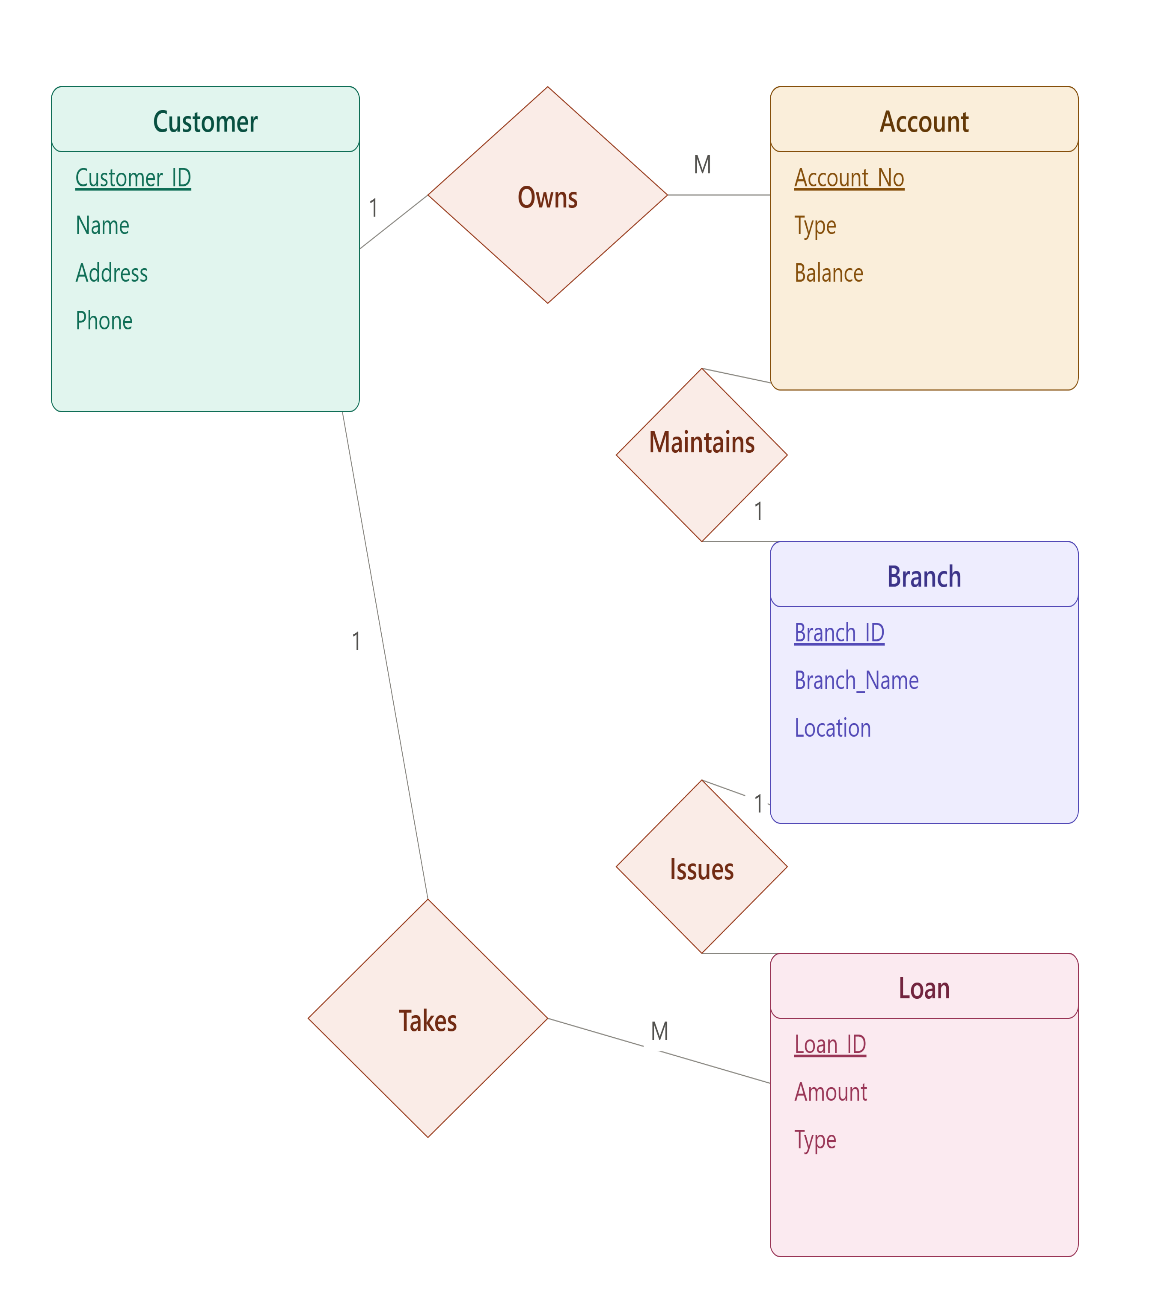 Customer
Customer_ID
Name
Address
Phone
1
Owns
M
Account
Account_No
Type
Balance
Maintains
1
Branch
Branch_ID
Branch_Name
Location
1
Issues
1
Takes
M
Loan
Loan_ID
Amount
Type